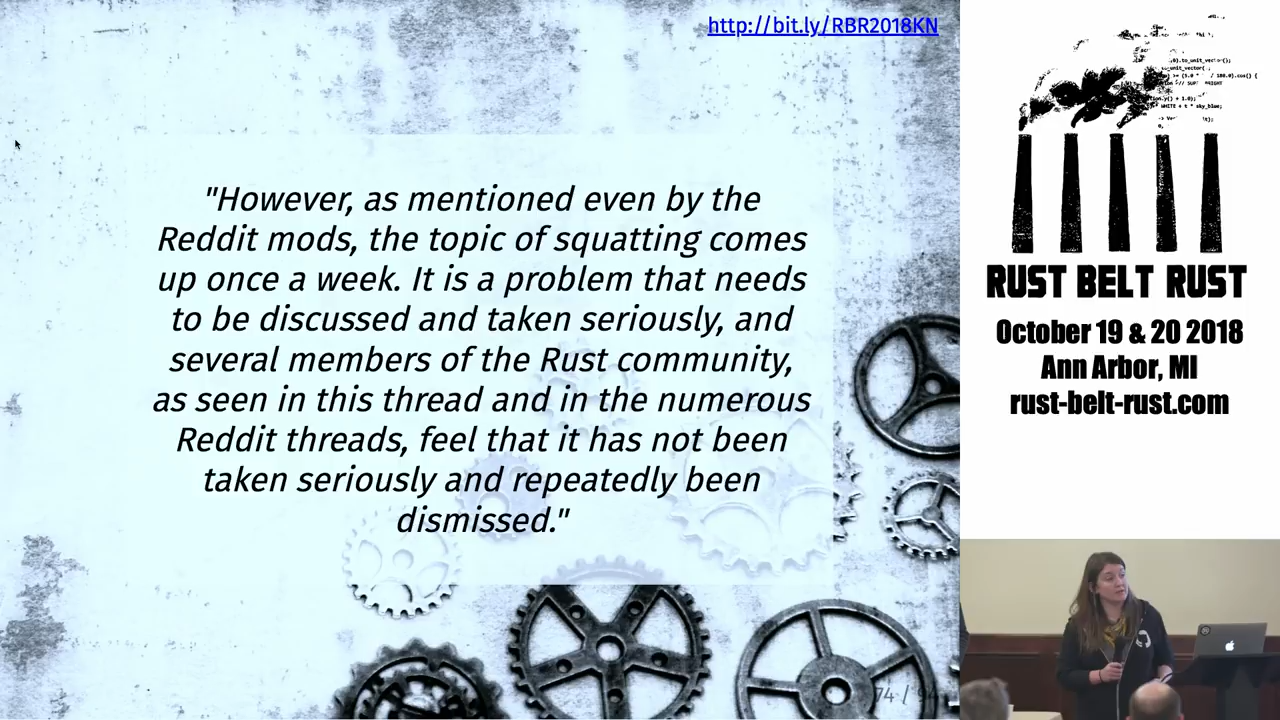 http://bit.ly/RBR2018KN
"However, as mentioned even by the
Reddit mods, the topic of squatting comes
up once a week. It is a problem that needs
to be discussed and taken seriously, and
several members of the Rust community,
as seen in this thread and in the numerous
Reddit threads, feel that it has not been
taken seriously and repeatedly been
dismissed."
74 /
RUST BELT RUST
October 19 & 20 2018
Ann Arbor, MI
rust-belt-rust.com